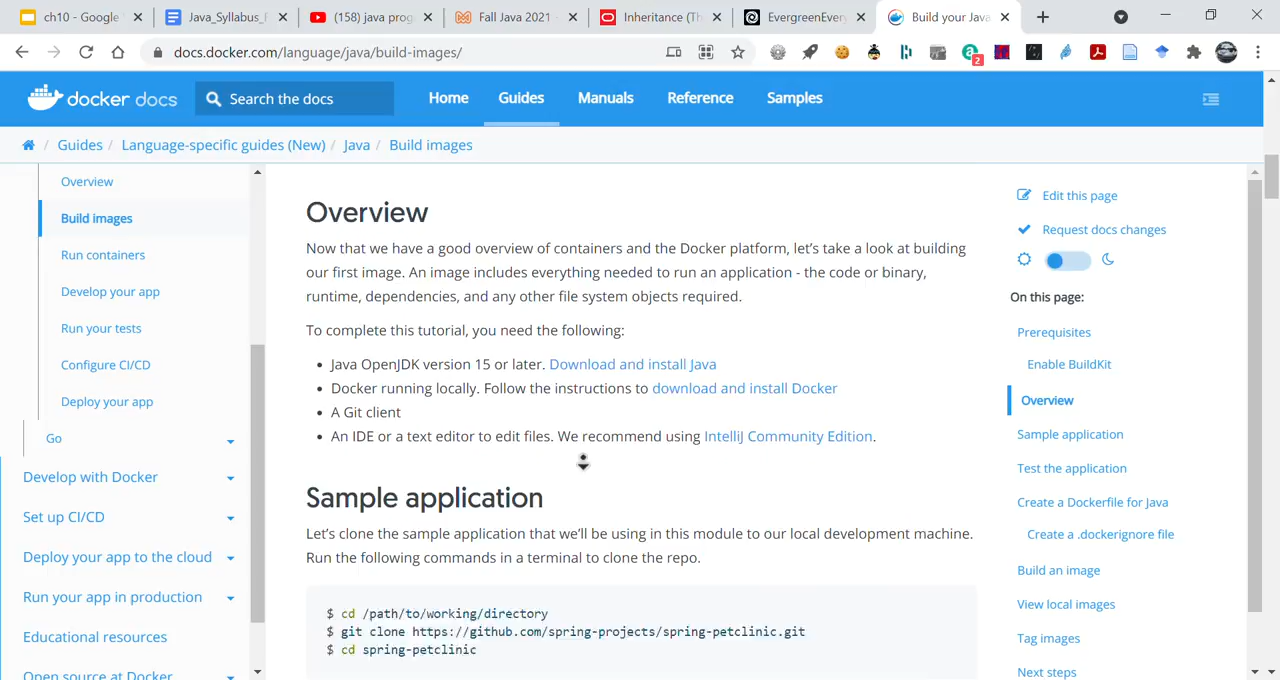 ch10 - Google
Java_Syllabus_
(158) java prog
Fall Java 2021
Inheritance (Th
EvergreenEver
Build your Java
docs.docker.com/language/java/build-images/
2
docker docs
Search the docs
Home
Guides
Manuals
Reference
Samples
/ Guides / Language-specific guides (New) / Java / Build images
Overview
Build images
Run containers
Develop your app
Run your tests
Configure CI/CD
Deploy your app
Go
Develop with Docker
Set up CI/CD
Deploy your app to the cloud
Run your app in production
Educational resources
Open source at Docker
Overview
Now that we have a good overview of containers and the Docker platform, let’s take a look at building
our first image. An image includes everything needed to run an application - the code or binary,
runtime, dependencies, and any other file system objects required.
To complete this tutorial, you need the following:
• Java OpenJDK version 15 or later. Download and install Java
• Docker running locally. Follow the instructions to download and install Docker
• A Git client
• An IDE or a text editor to edit files. We recommend using IntelliJ Community Edition.
Sample application
Let’s clone the sample application that we’ll be using in this module to our local development machine.
Run the following commands in a terminal to clone the repo.
$ cd /path/to/working/directory
$ git clone https://github.com/spring-projects/spring-petclinic.git
$ cd spring-petclinic
Edit this page
Request docs changes
On this page:
Prerequisites
Enable BuildKit
Overview
Sample application
Test the application
Create a Dockerfile for Java
Create a .dockerignore file
Build an image
View local images
Tag images
Next steps